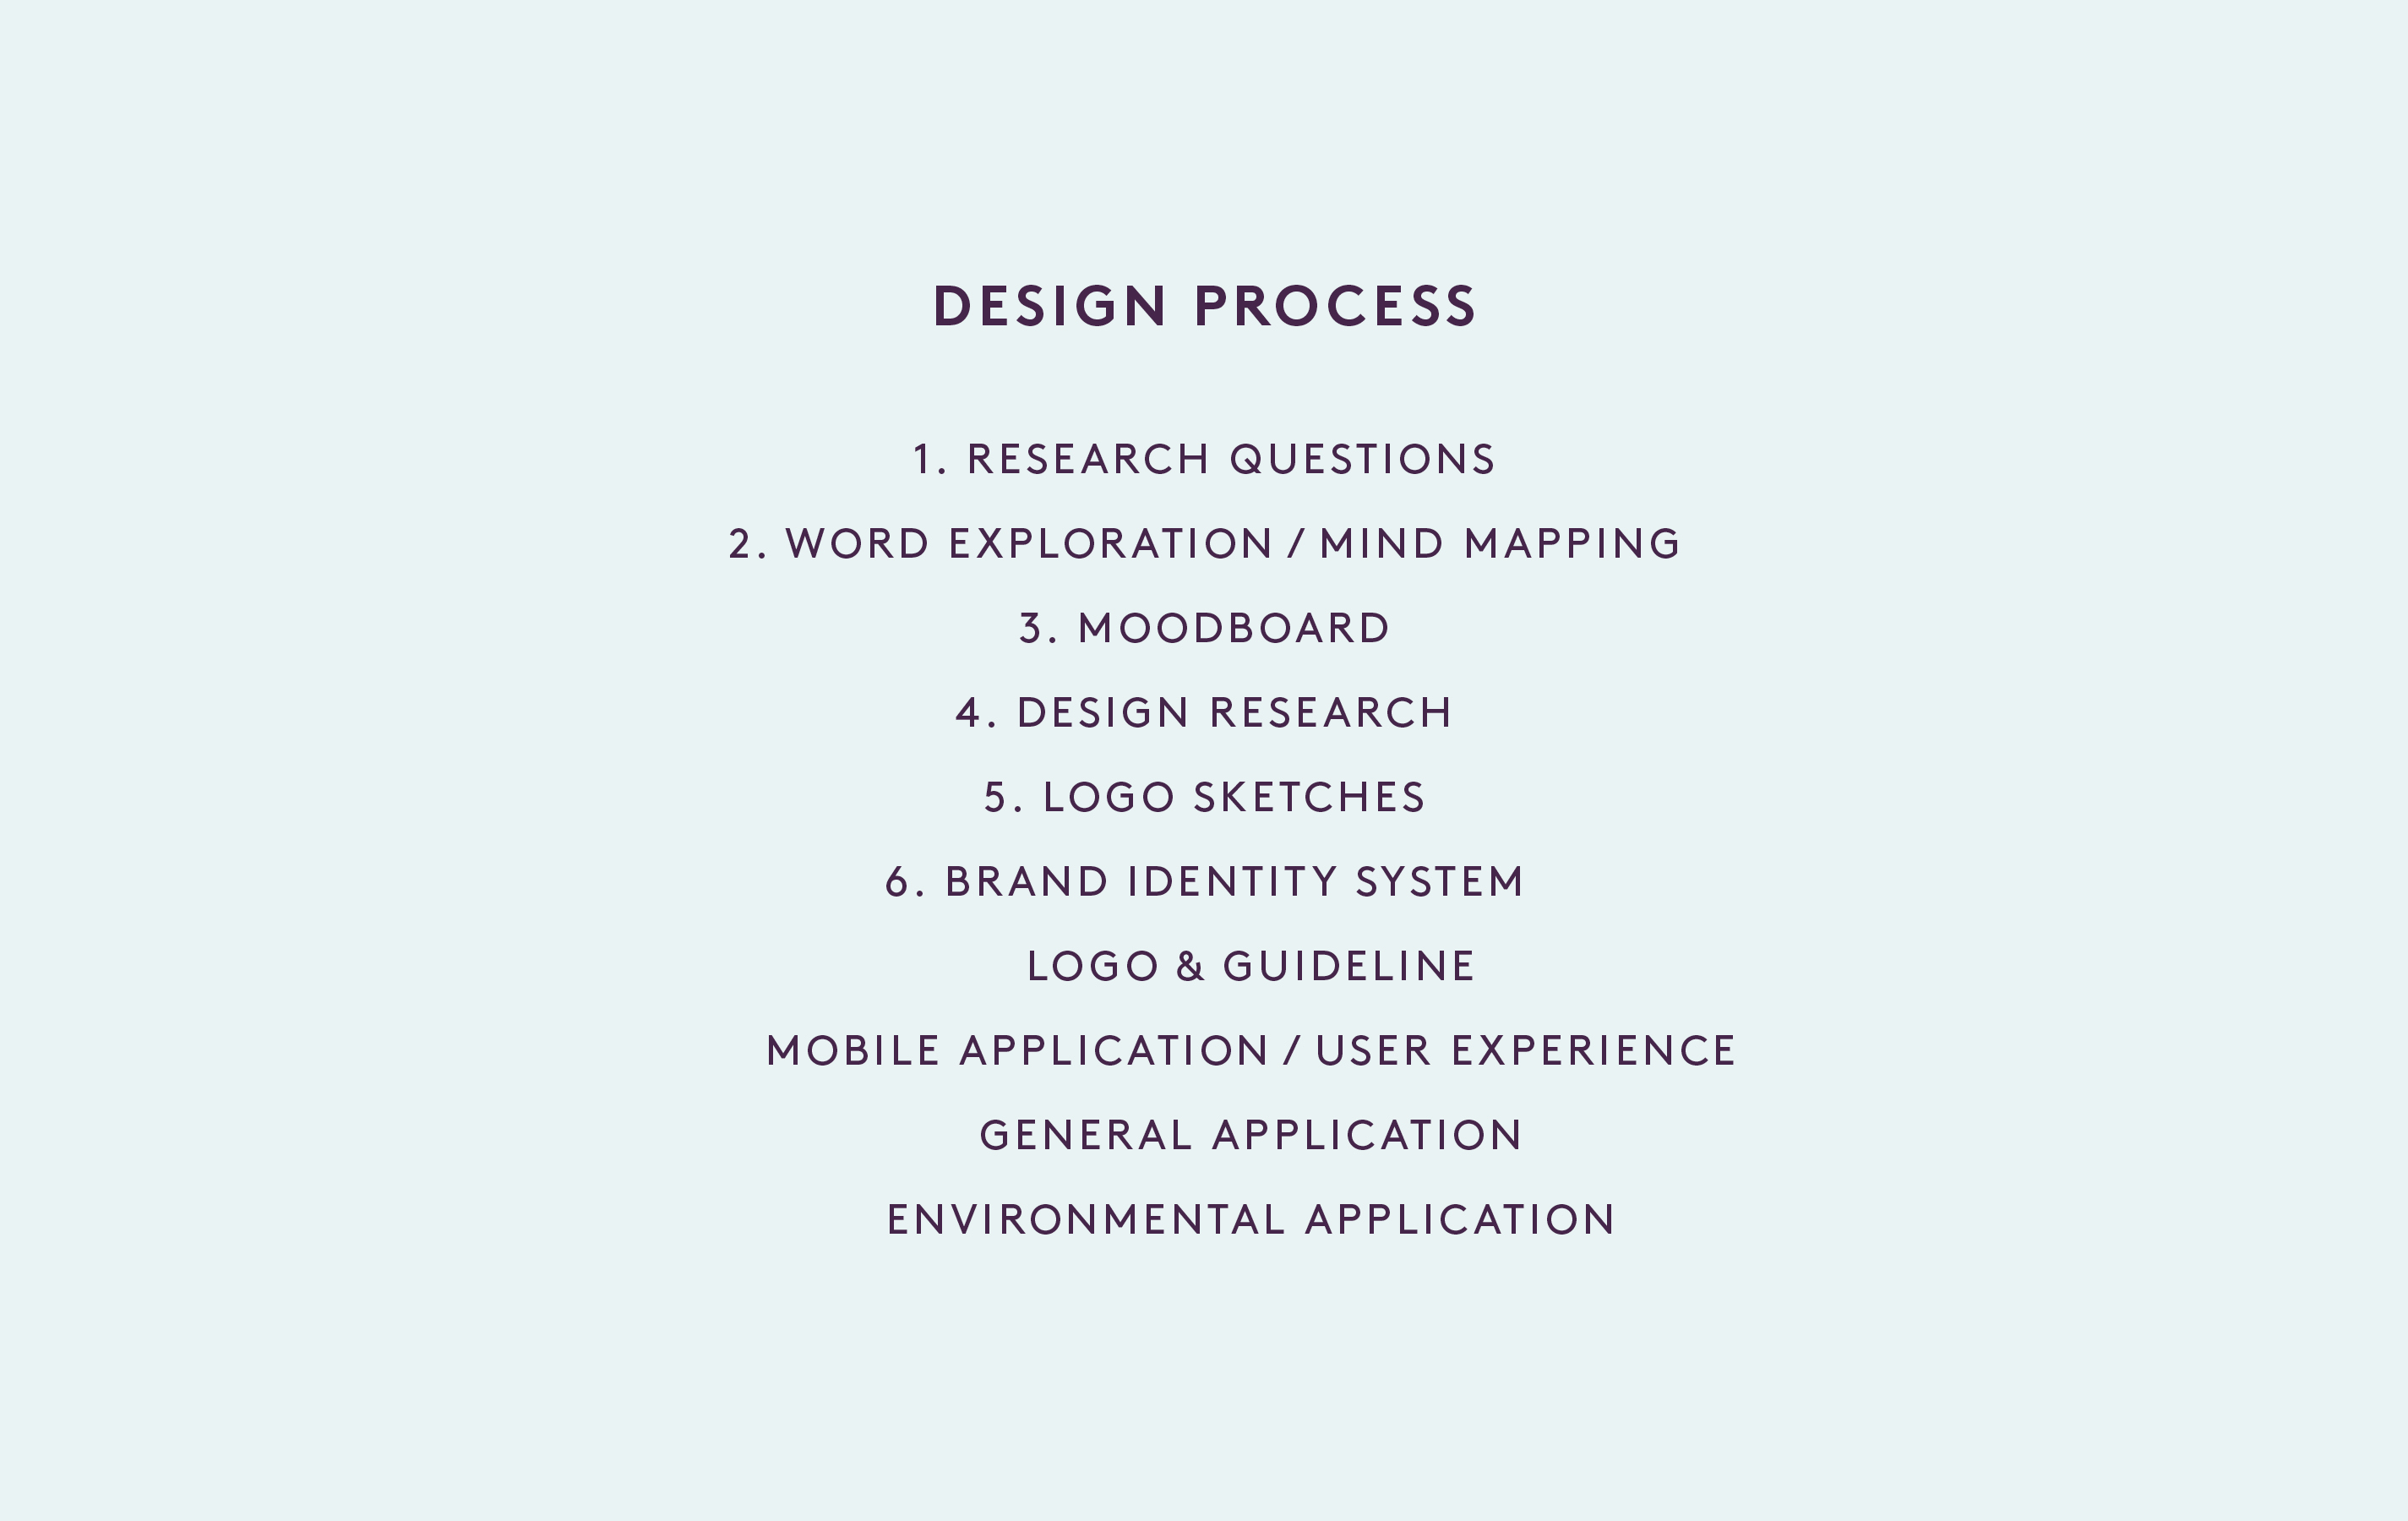 DESIGN PROCESS
1. RESEARCH QUESTIONS
2. WORD EXPLORATION / MIND MAPPING
3. MOODBOARD
4. DESIGN RESEARCH
5. LOGO SKETCHES
6. BRAND IDENTITY SYSTEM
LOGO & GUIDELINE
MOBILE APPLICATION / USER EXPERIENCE
GENERAL APPLICATION
ENVIRONMENTAL APPLICATION